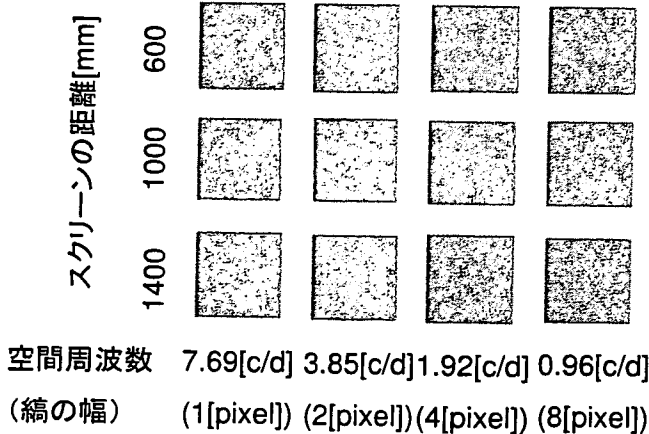 スクリーンの距離[mm]
600
1000
1400
空間周波数 7.69[c/d] 3.85[c/d] 1.92[c/d] 0.96[c/d]
（縞の幅） (1[pixel]) (2[pixel]) (4[pixel]) (8[pixel])